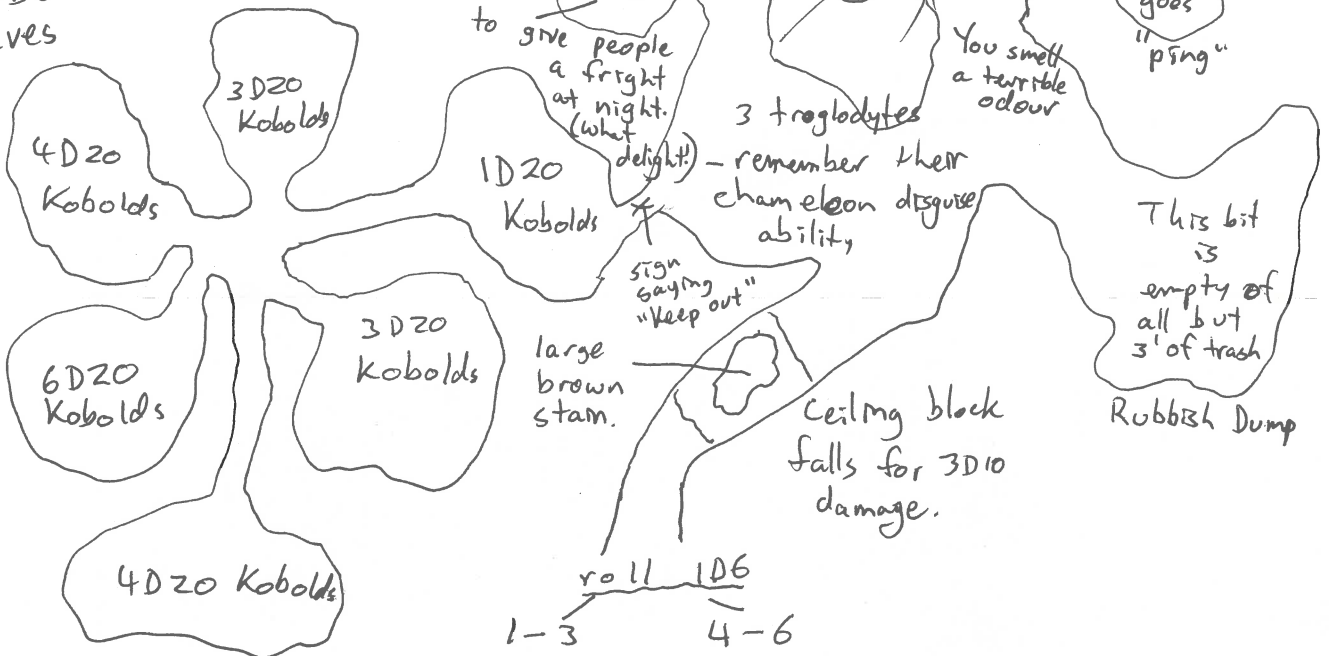 ves
3D20
Kobolds
4D20
Kobolds
1D20
Kobolds
to give people
a fright
at night.
(what
delight!)
3 troglodytes
– remember their
chameleon disguise
ability
You smell
a terrible
odour
goes
"ping"
sign
saying
"Keep out"
This bit
is
empty of
all but
3' of trash
Rubbish Dump
6D20
Kobolds
3D20
Kobolds
large
brown
stain.
Ceiling block
falls for 3D10
damage.
4D20 Kobolds
roll 1D6
1–3
4–6